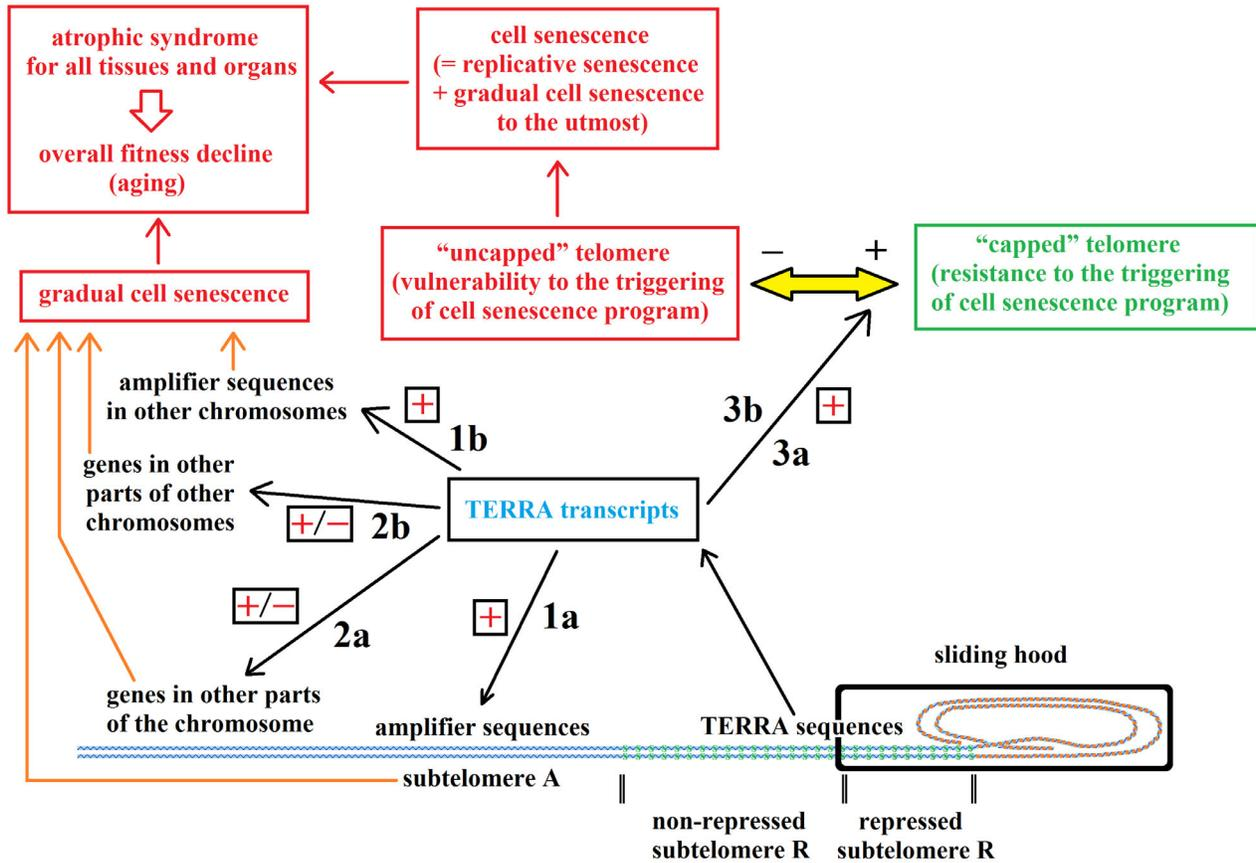 atrophic syndrome
for all tissues and organs
overall fitness decline
(aging)
cell senescence
(= replicative senescence
+ gradual cell senescence
to the utmost)
“uncapped” telomere
(vulnerability to the triggering
of cell senescence program)
− +
“capped” telomere
(resistance to the triggering
of cell senescence program)
gradual cell senescence
amplifier sequences
in other chromosomes
+
1b
3b
+
3a
genes in other
parts of other
chromosomes
+/−
2b
TERRA transcripts
+/−
2a
+
1a
genes in other parts
of the chromosome
amplifier sequences
TERRA sequences
sliding hood
subtelomere A
non-repressed
subtelomere R
repressed
subtelomere R